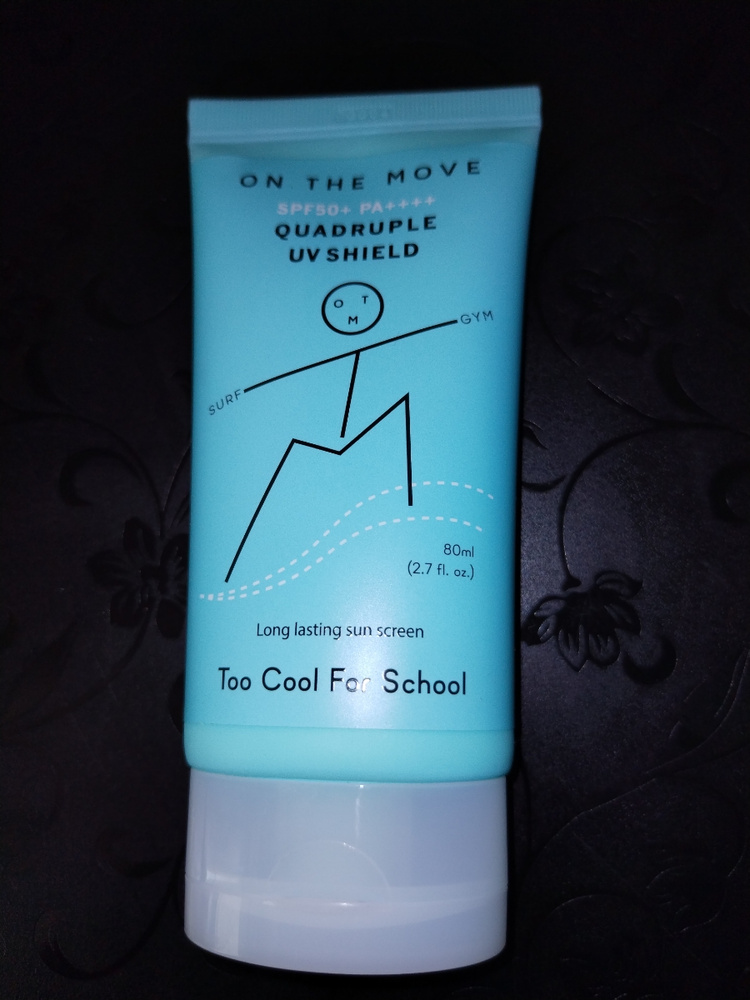 ON THE MOVE
SPF50+ PA++++
QUADRUPLE
UV SHIELD
O T
M
GYM
SURF
80ml
(2.7 fl. oz.)
Long lasting sun screen
Too Cool For School